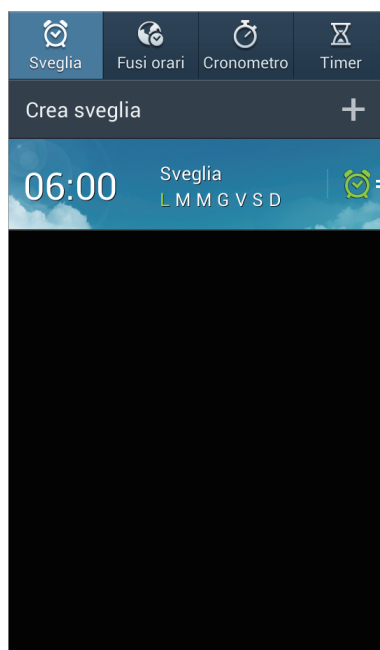 Sveglia Fusi orari Cronometro Timer
Crea sveglia
06:00
Sveglia
L M M G V S D